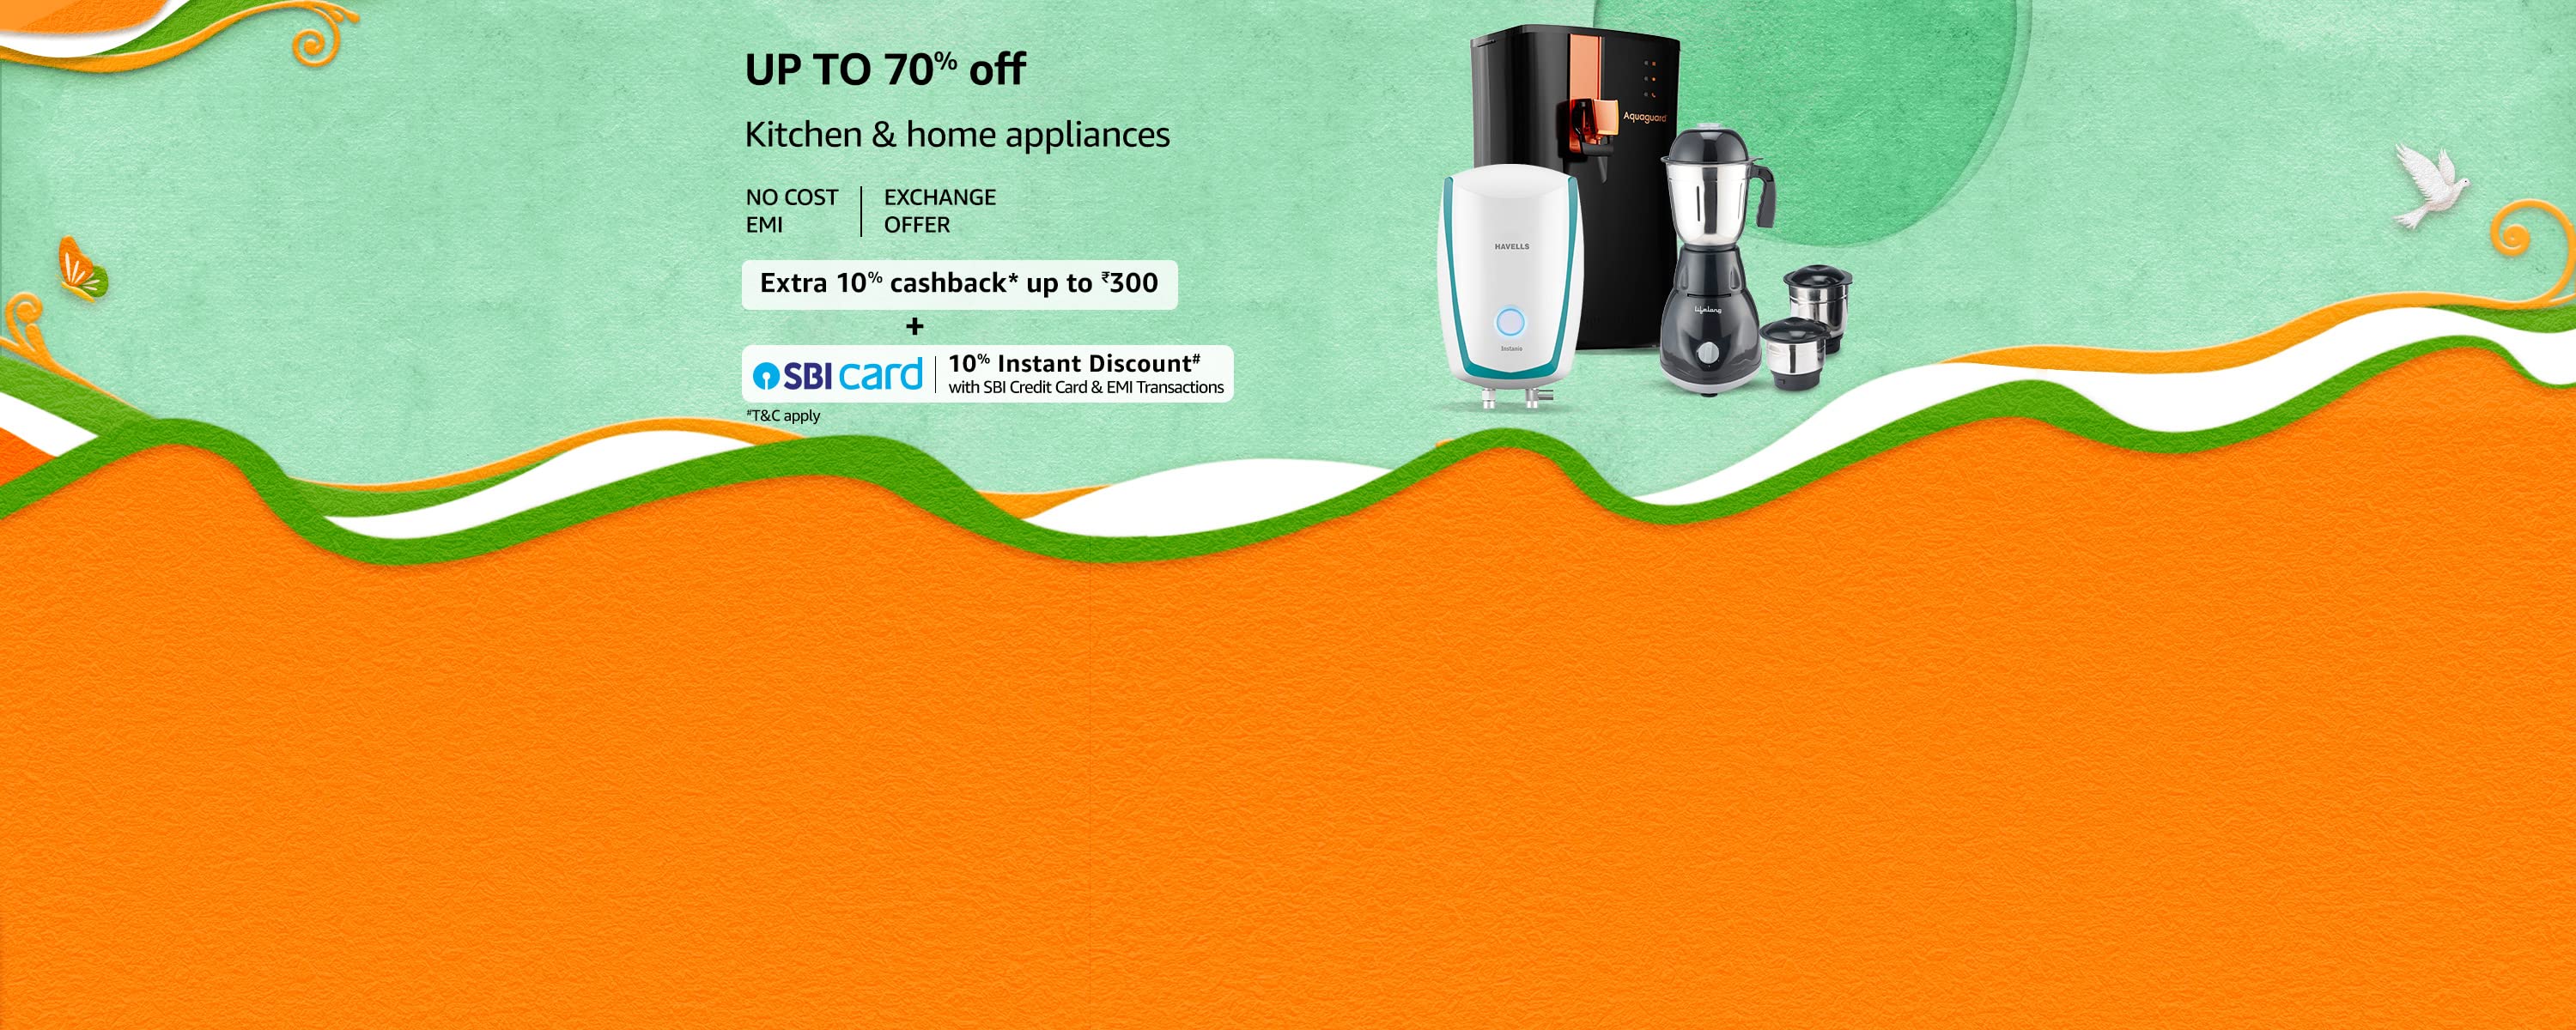 UP TO 70% off
Kitchen & home appliances
NO COST
EMI
EXCHANGE
OFFER
Extra 10% cashback* up to ₹300
+
SBI card
10% Instant Discount#
with SBI Credit Card & EMI Transactions
#T&C apply
Aquaguard
HAVELLS
Instanio
lifelong